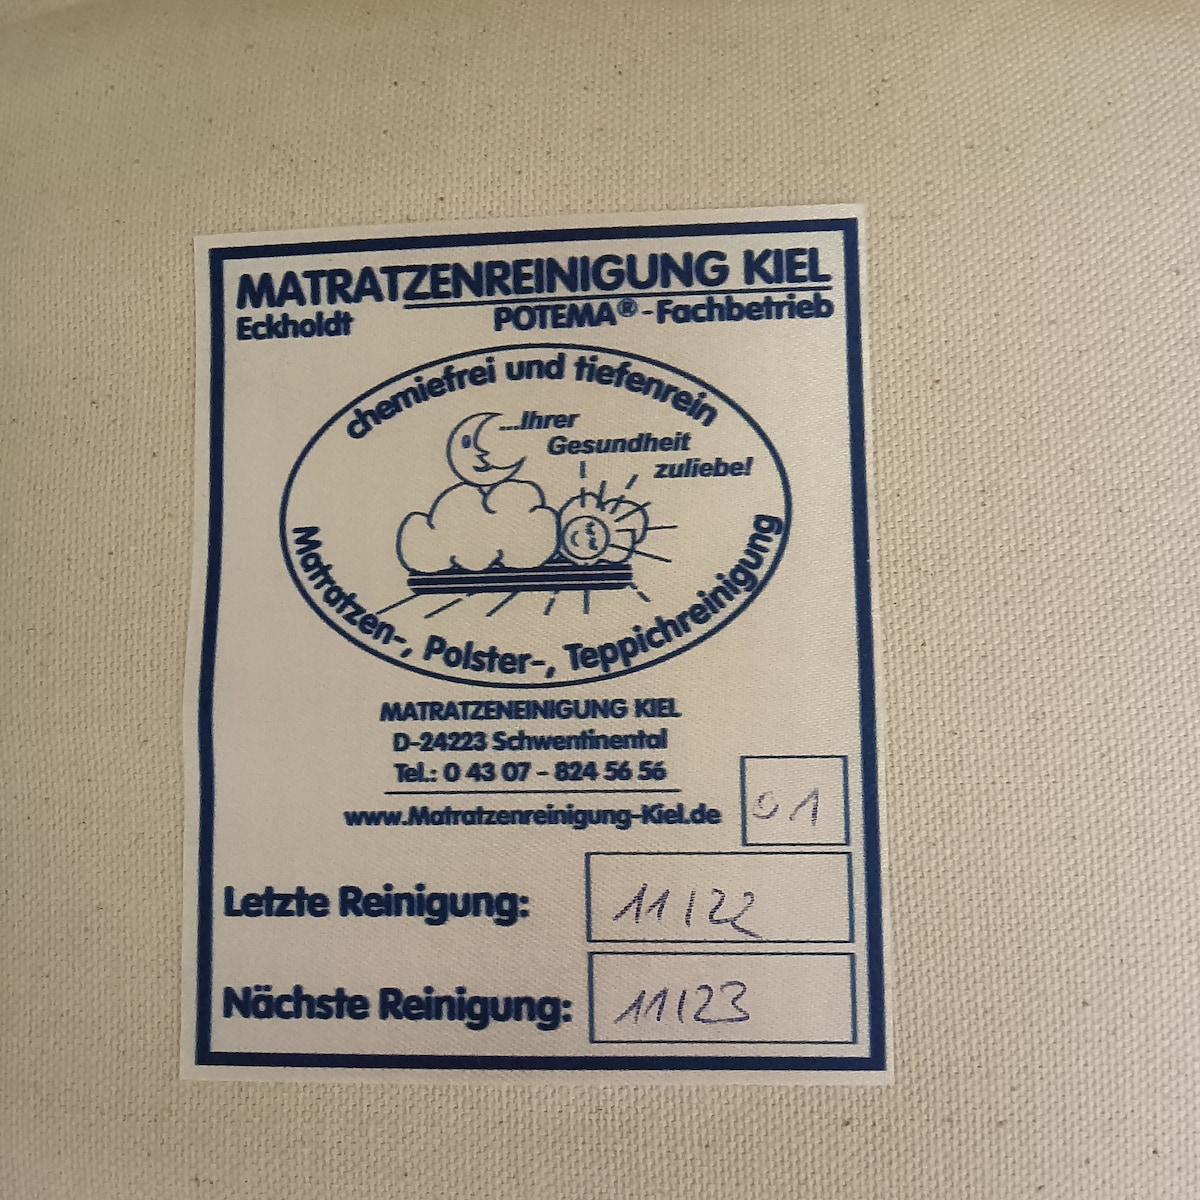 MATRATZENREINIGUNG KIEL
Eckholdt POTEMA®-Fachbetrieb
chemiefrei und tiefenrein
...Ihrer
Gesundheit
zuliebe!
Matratzen-, Polster-, Teppichreinigung
MATRATZENEINIGUNG KIEL
D-24223 Schwentinental
Tel.: 0 43 07 - 824 56 56
www.Matratzenreinigung-Kiel.de
01
Letzte Reinigung: 11/22
Nächste Reinigung: 11/23